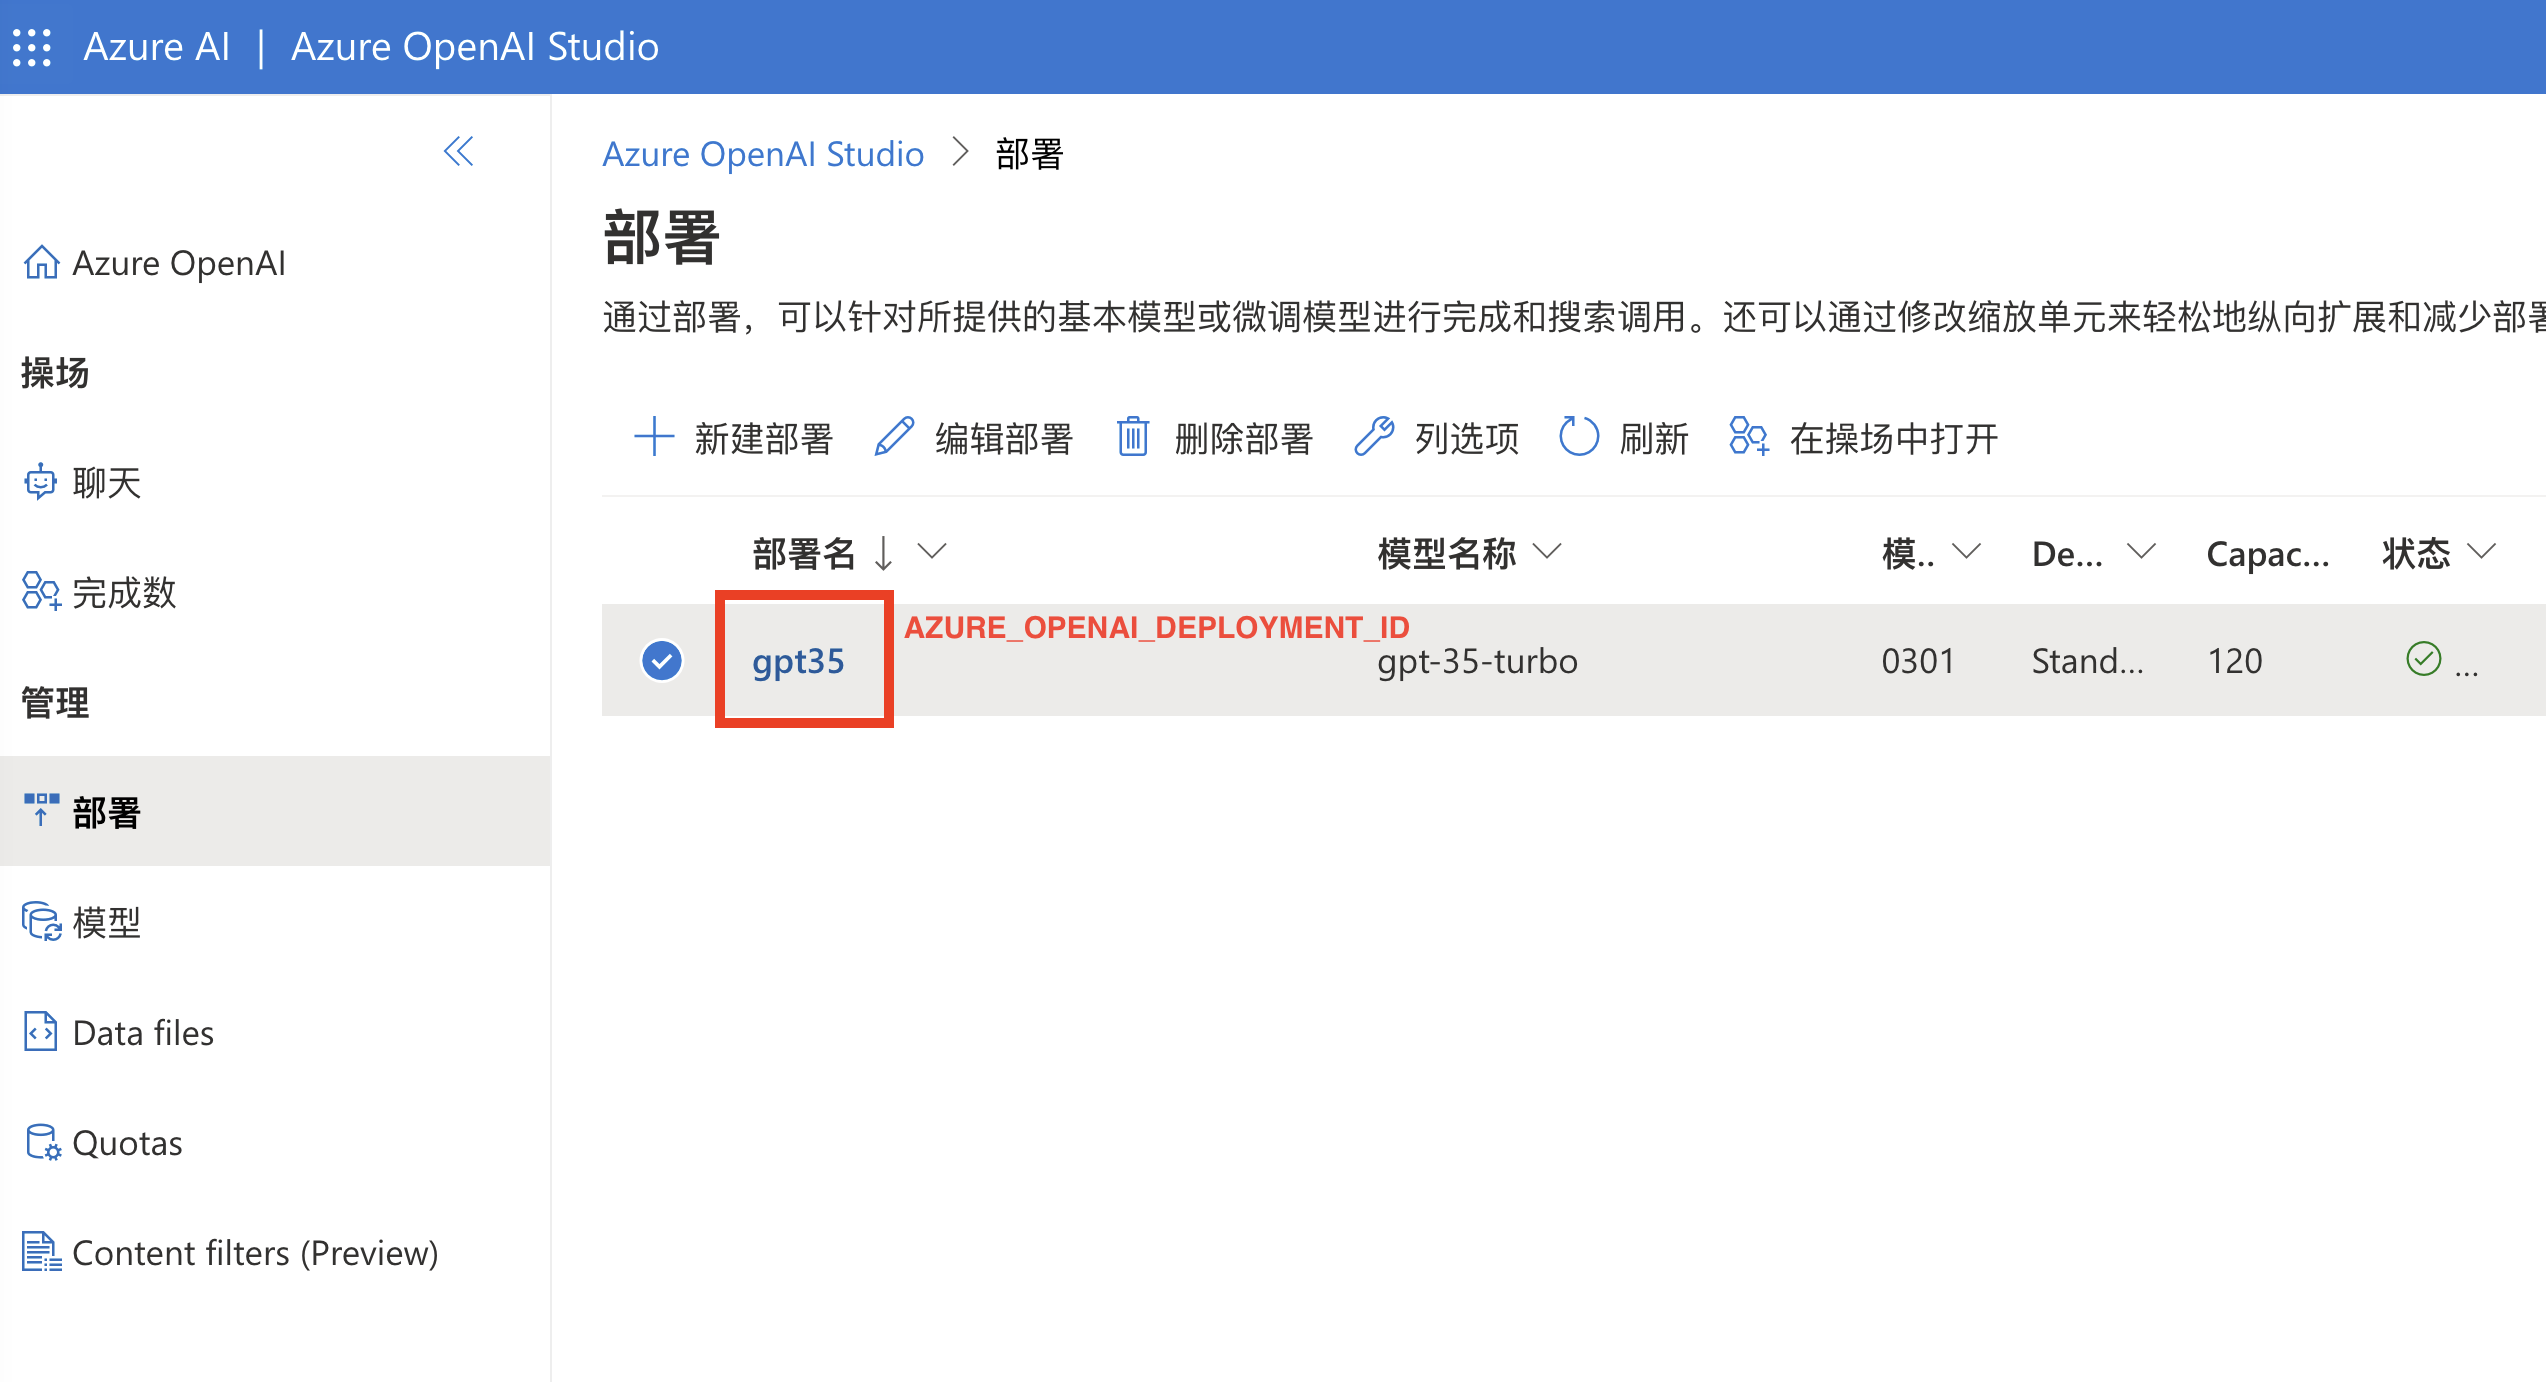 Azure AI | Azure OpenAI Studio
Azure OpenAI Studio > 部署
部署
通过部署，可以针对所提供的基本模型或微调模型进行完成和搜索调用。还可以通过修改缩放单元来轻松地纵向扩展和减少部署
新建部署 编辑部署 删除部署 列选项 刷新 在操场中打开
部署名 模型名称 模.. De... Capac... 状态
AZURE_OPENAI_DEPLOYMENT_ID
gpt35 gpt-35-turbo 0301 Stand... 120 ...
Azure OpenAI
操场
聊天
完成数
管理
部署
模型
Data files
Quotas
Content filters (Preview)